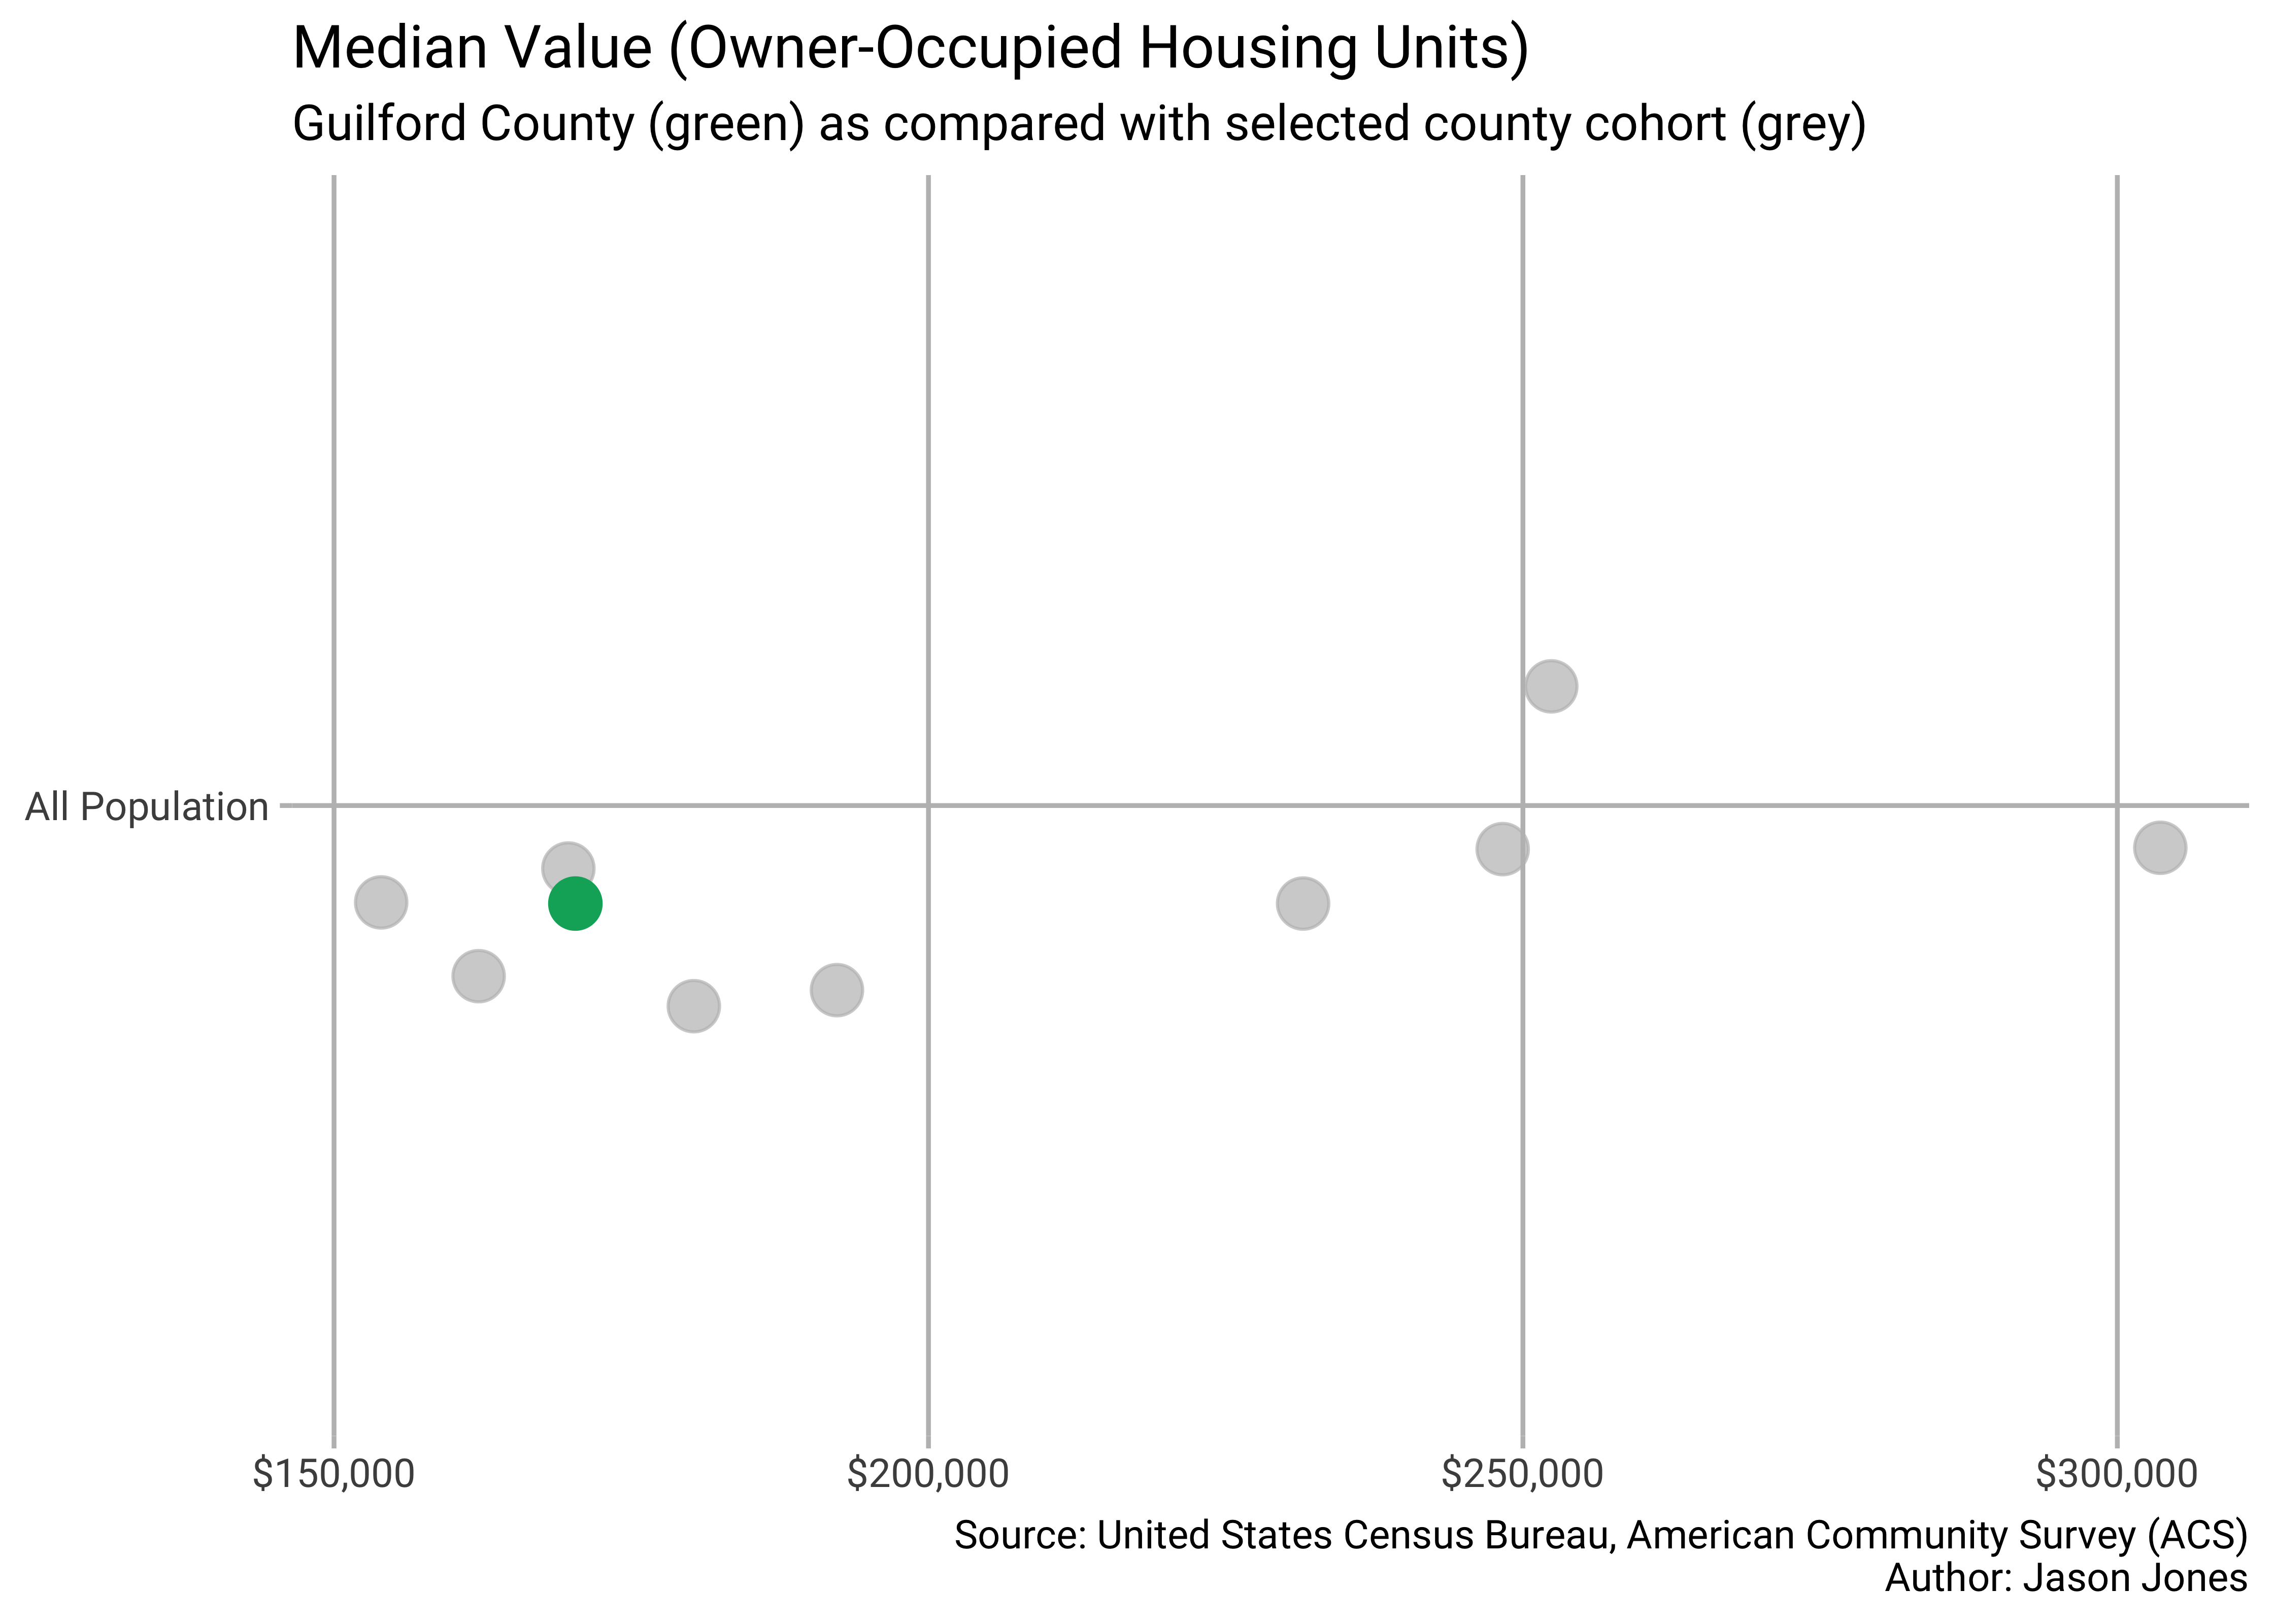 Median Value (Owner-Occupied Housing Units)
Guilford County (green) as compared with selected county cohort (grey)
All Population
$150,000
$200,000
$250,000
$300,000
Source: United States Census Bureau, American Community Survey (ACS)
Author: Jason Jones